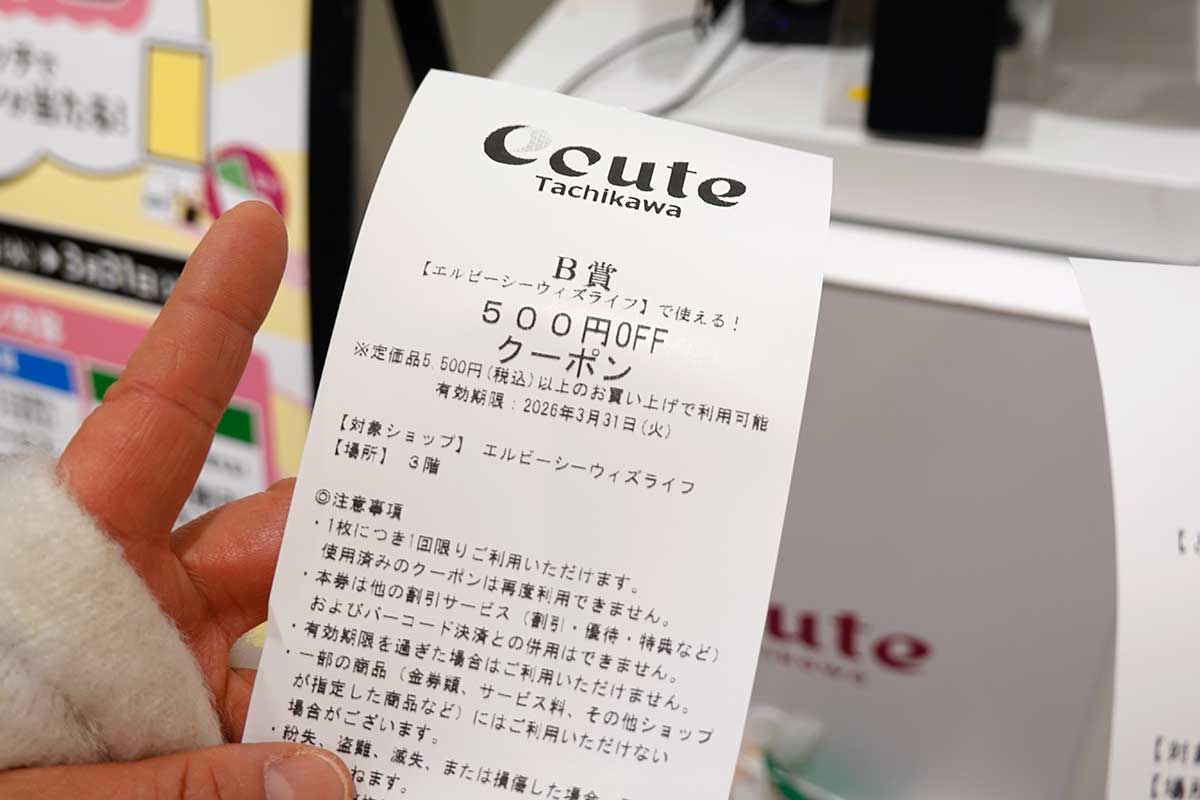 ecute
Tachikawa
B賞
【エルビーシーウィズライフ】で使える！
５００円OFF
クーポン
※定価品5,500円(税込)以上のお買い上げで利用可能
有効期限：2026年3月31日(火)
【対象ショップ】 エルビーシーウィズライフ
【場所】 3階
◎注意事項
・1枚につき1回限りご利用いただけます。
使用済みのクーポンは再度利用できません。
・本券は他の割引サービス（割引・優待・特典など）
およびバーコード決済との併用はできません。
・有効期限を過ぎた場合はご利用いただけません。
・一部の商品（金券類、サービス料、その他ショップ
が指定した商品など）にはご利用いただけない
場合がございます。
・紛失、盗難、滅失、または損傷した場合、
ねます。
が当たる！
3月31日
ute
【対
【場